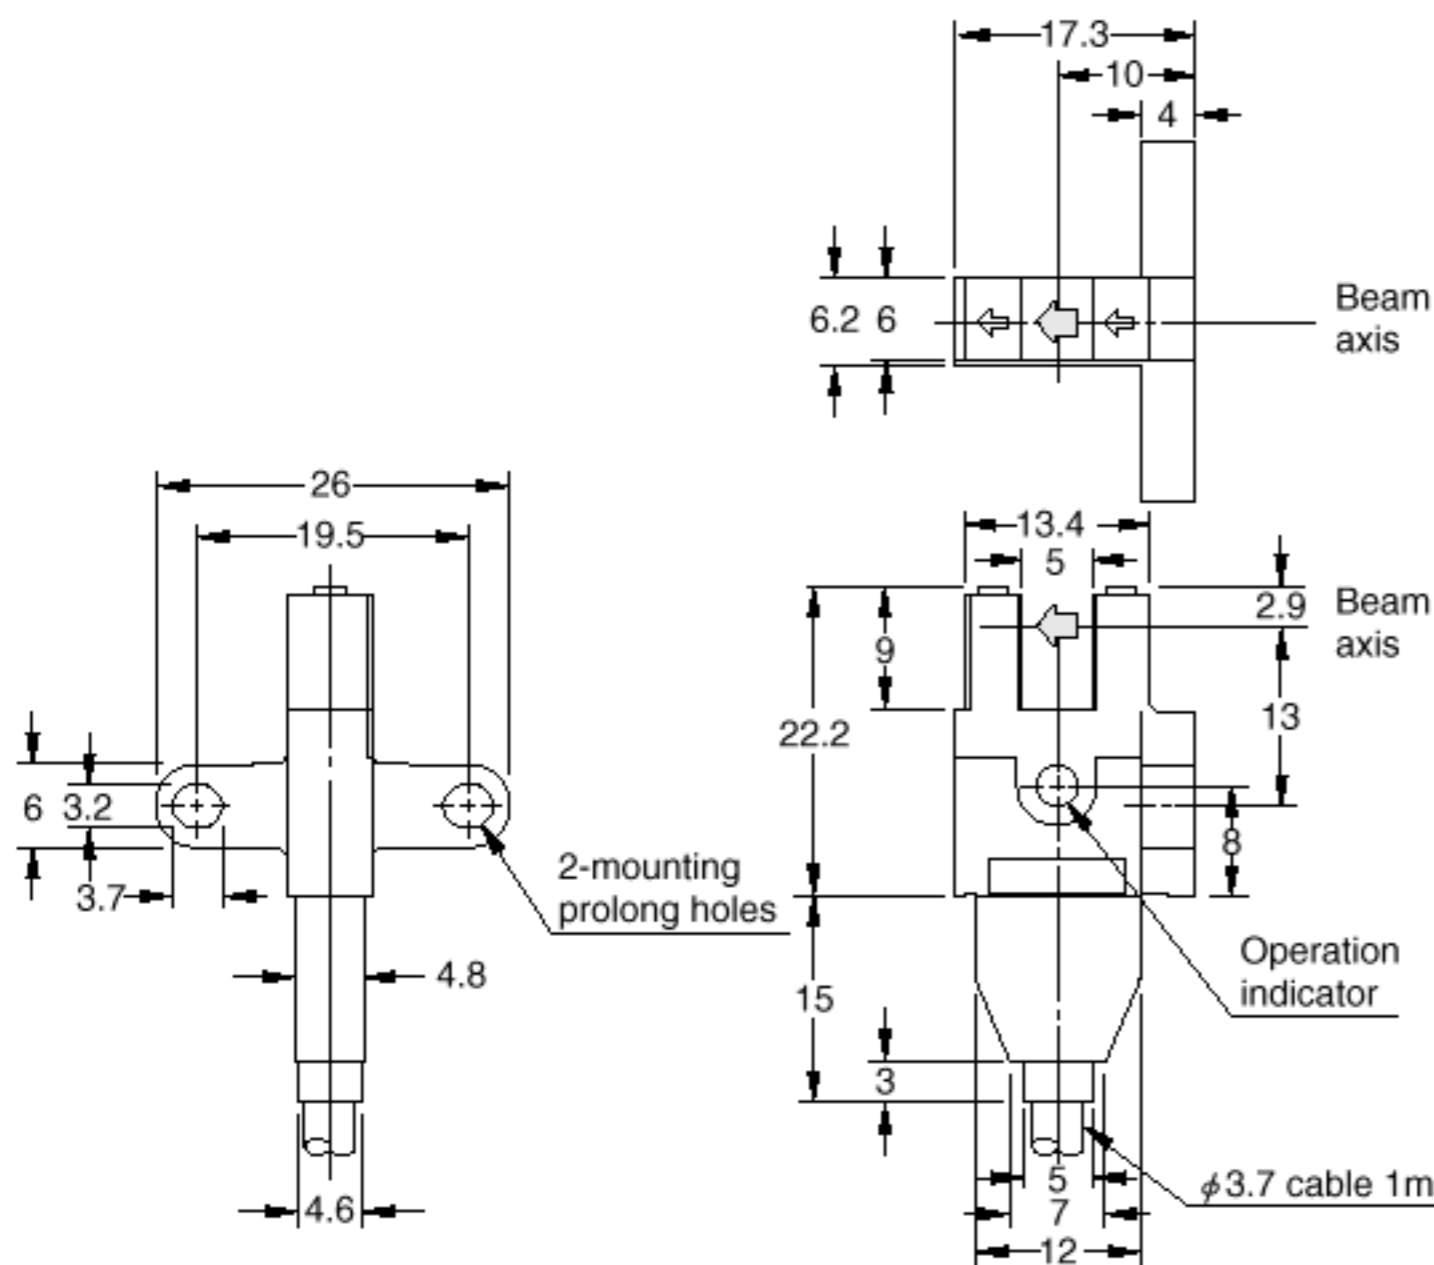 17.3
10
4
6.2 6
Beam
axis
26
19.5
6 3.2
3.7
2-mounting
prolong holes
4.8
4.6
13.4
5
2.9
Beam
axis
9
22.2
13
8
Operation
indicator
15
3
5
ϕ3.7 cable 1m
7
12